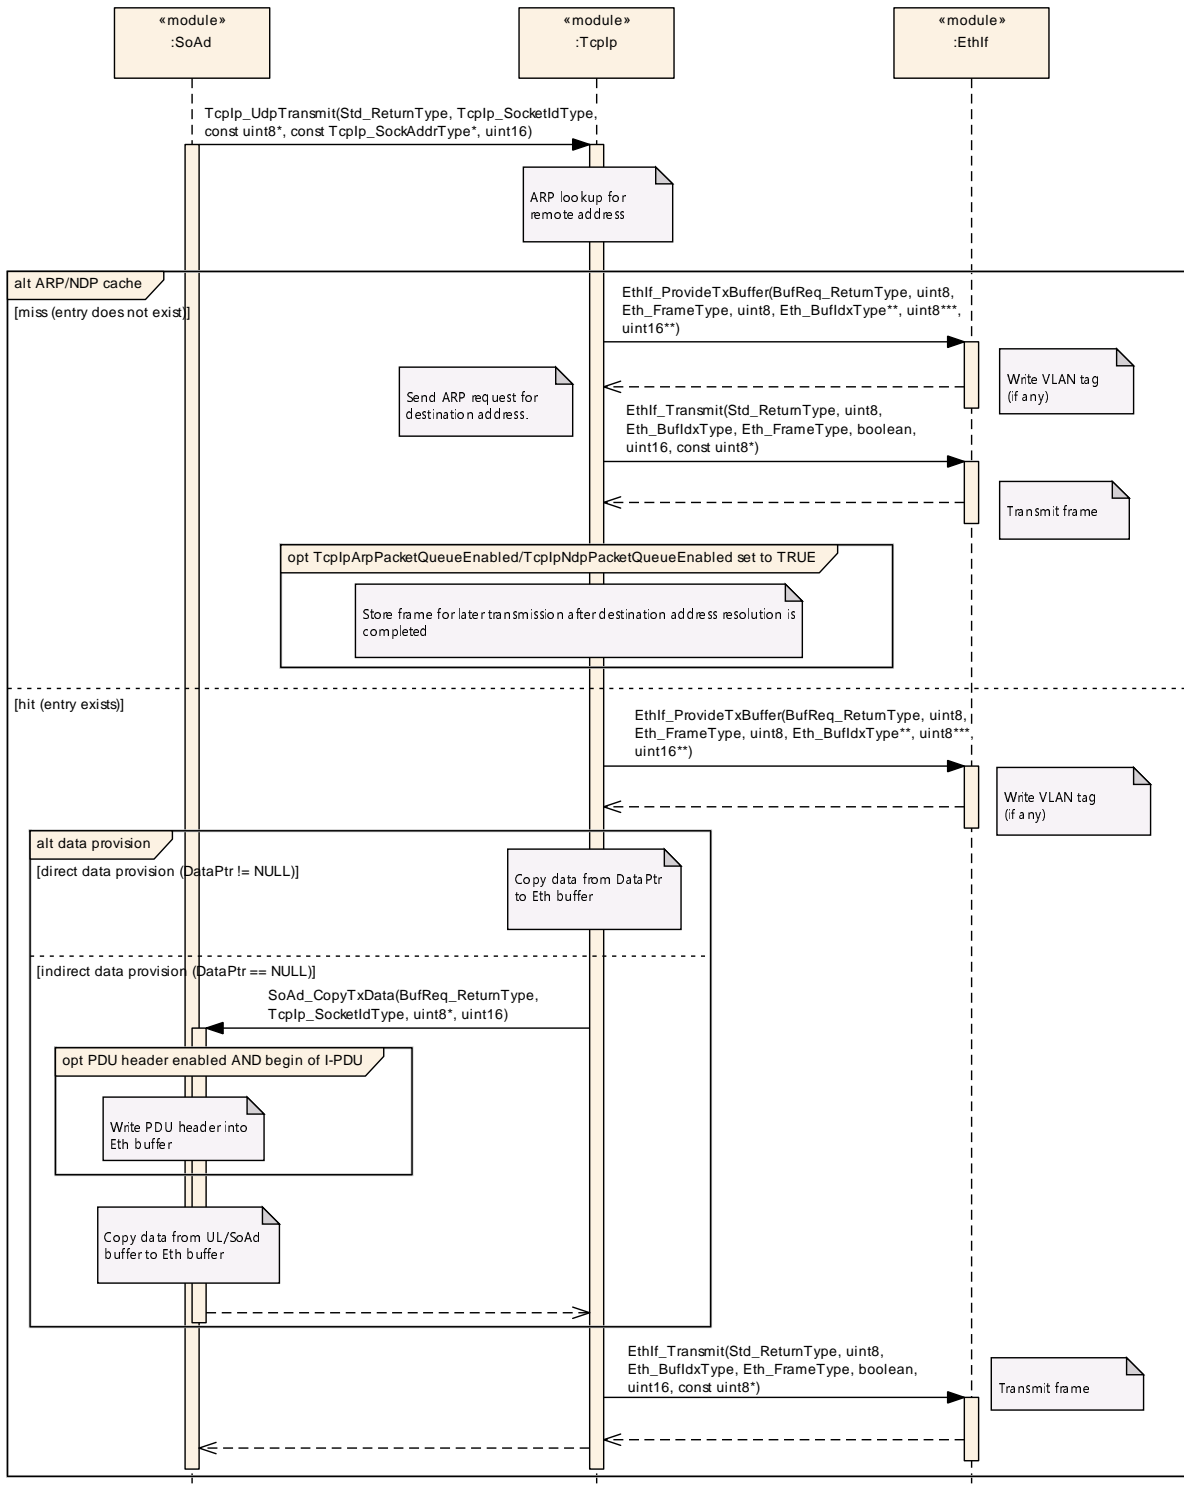 «module»
:SoAd
«module»
:TcpIp
«module»
:EthIf
TcpIp_UdpTransmit(Std_ReturnType, TcpIp_SocketIdType,
const uint8*, const TcpIp_SockAddrType*, uint16)
ARP lookup for
remote address
alt ARP/NDP cache
[miss (entry does not exist)]
EthIf_ProvideTxBuffer(BufReq_ReturnType, uint8,
Eth_FrameType, uint8, Eth_BufIdxType**, uint8***,
uint16**)
Write VLAN tag
(if any)
Send ARP request for
destination address.
EthIf_Transmit(Std_ReturnType, uint8,
Eth_BufIdxType, Eth_FrameType, boolean,
uint16, const uint8*)
Transmit frame
opt TcpIpArpPacketQueueEnabled/TcpIpNdpPacketQueueEnabled set to TRUE
Store frame for later transmission after destination address resolution is
completed
[hit (entry exists)]
EthIf_ProvideTxBuffer(BufReq_ReturnType, uint8,
Eth_FrameType, uint8, Eth_BufIdxType**, uint8***,
uint16**)
Write VLAN tag
(if any)
alt data provision
[direct data provision (DataPtr != NULL)]
Copy data from DataPtr
to Eth buffer
[indirect data provision (DataPtr == NULL)]
SoAd_CopyTxData(BufReq_ReturnType,
TcpIp_SocketIdType, uint8*, uint16)
opt PDU header enabled AND begin of I-PDU
Write PDU header into
Eth buffer
Copy data from UL/SoAd
buffer to Eth buffer
EthIf_Transmit(Std_ReturnType, uint8,
Eth_BufIdxType, Eth_FrameType, boolean,
uint16, const uint8*)
Transmit frame